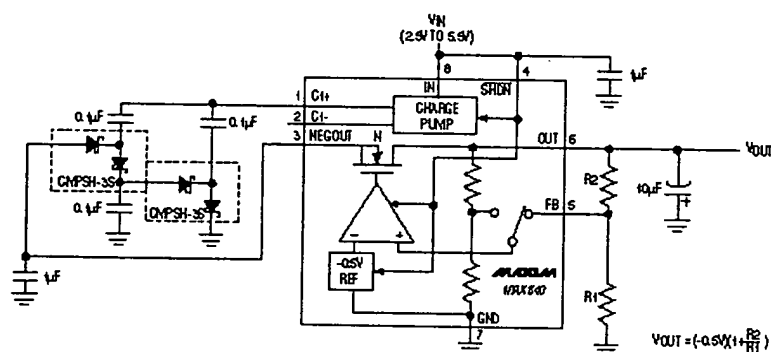 VIN
(2.5V TO 5.5V)
8
4
IN
SHDN
1µF
1
C1+
2
C1-
3
NEGOUT
N
CHARGE
PUMP
OUT
6
VOUT
0.1µF
0.1µF
CMPSH-3S
0.1µF
CMPSH-3S
1µF
R2
10µF
+
FB
5
-
+
-0.5V
REF
MAXIM
R1
GND
7
VOUT = (-0.5V)(1+R2/R1)